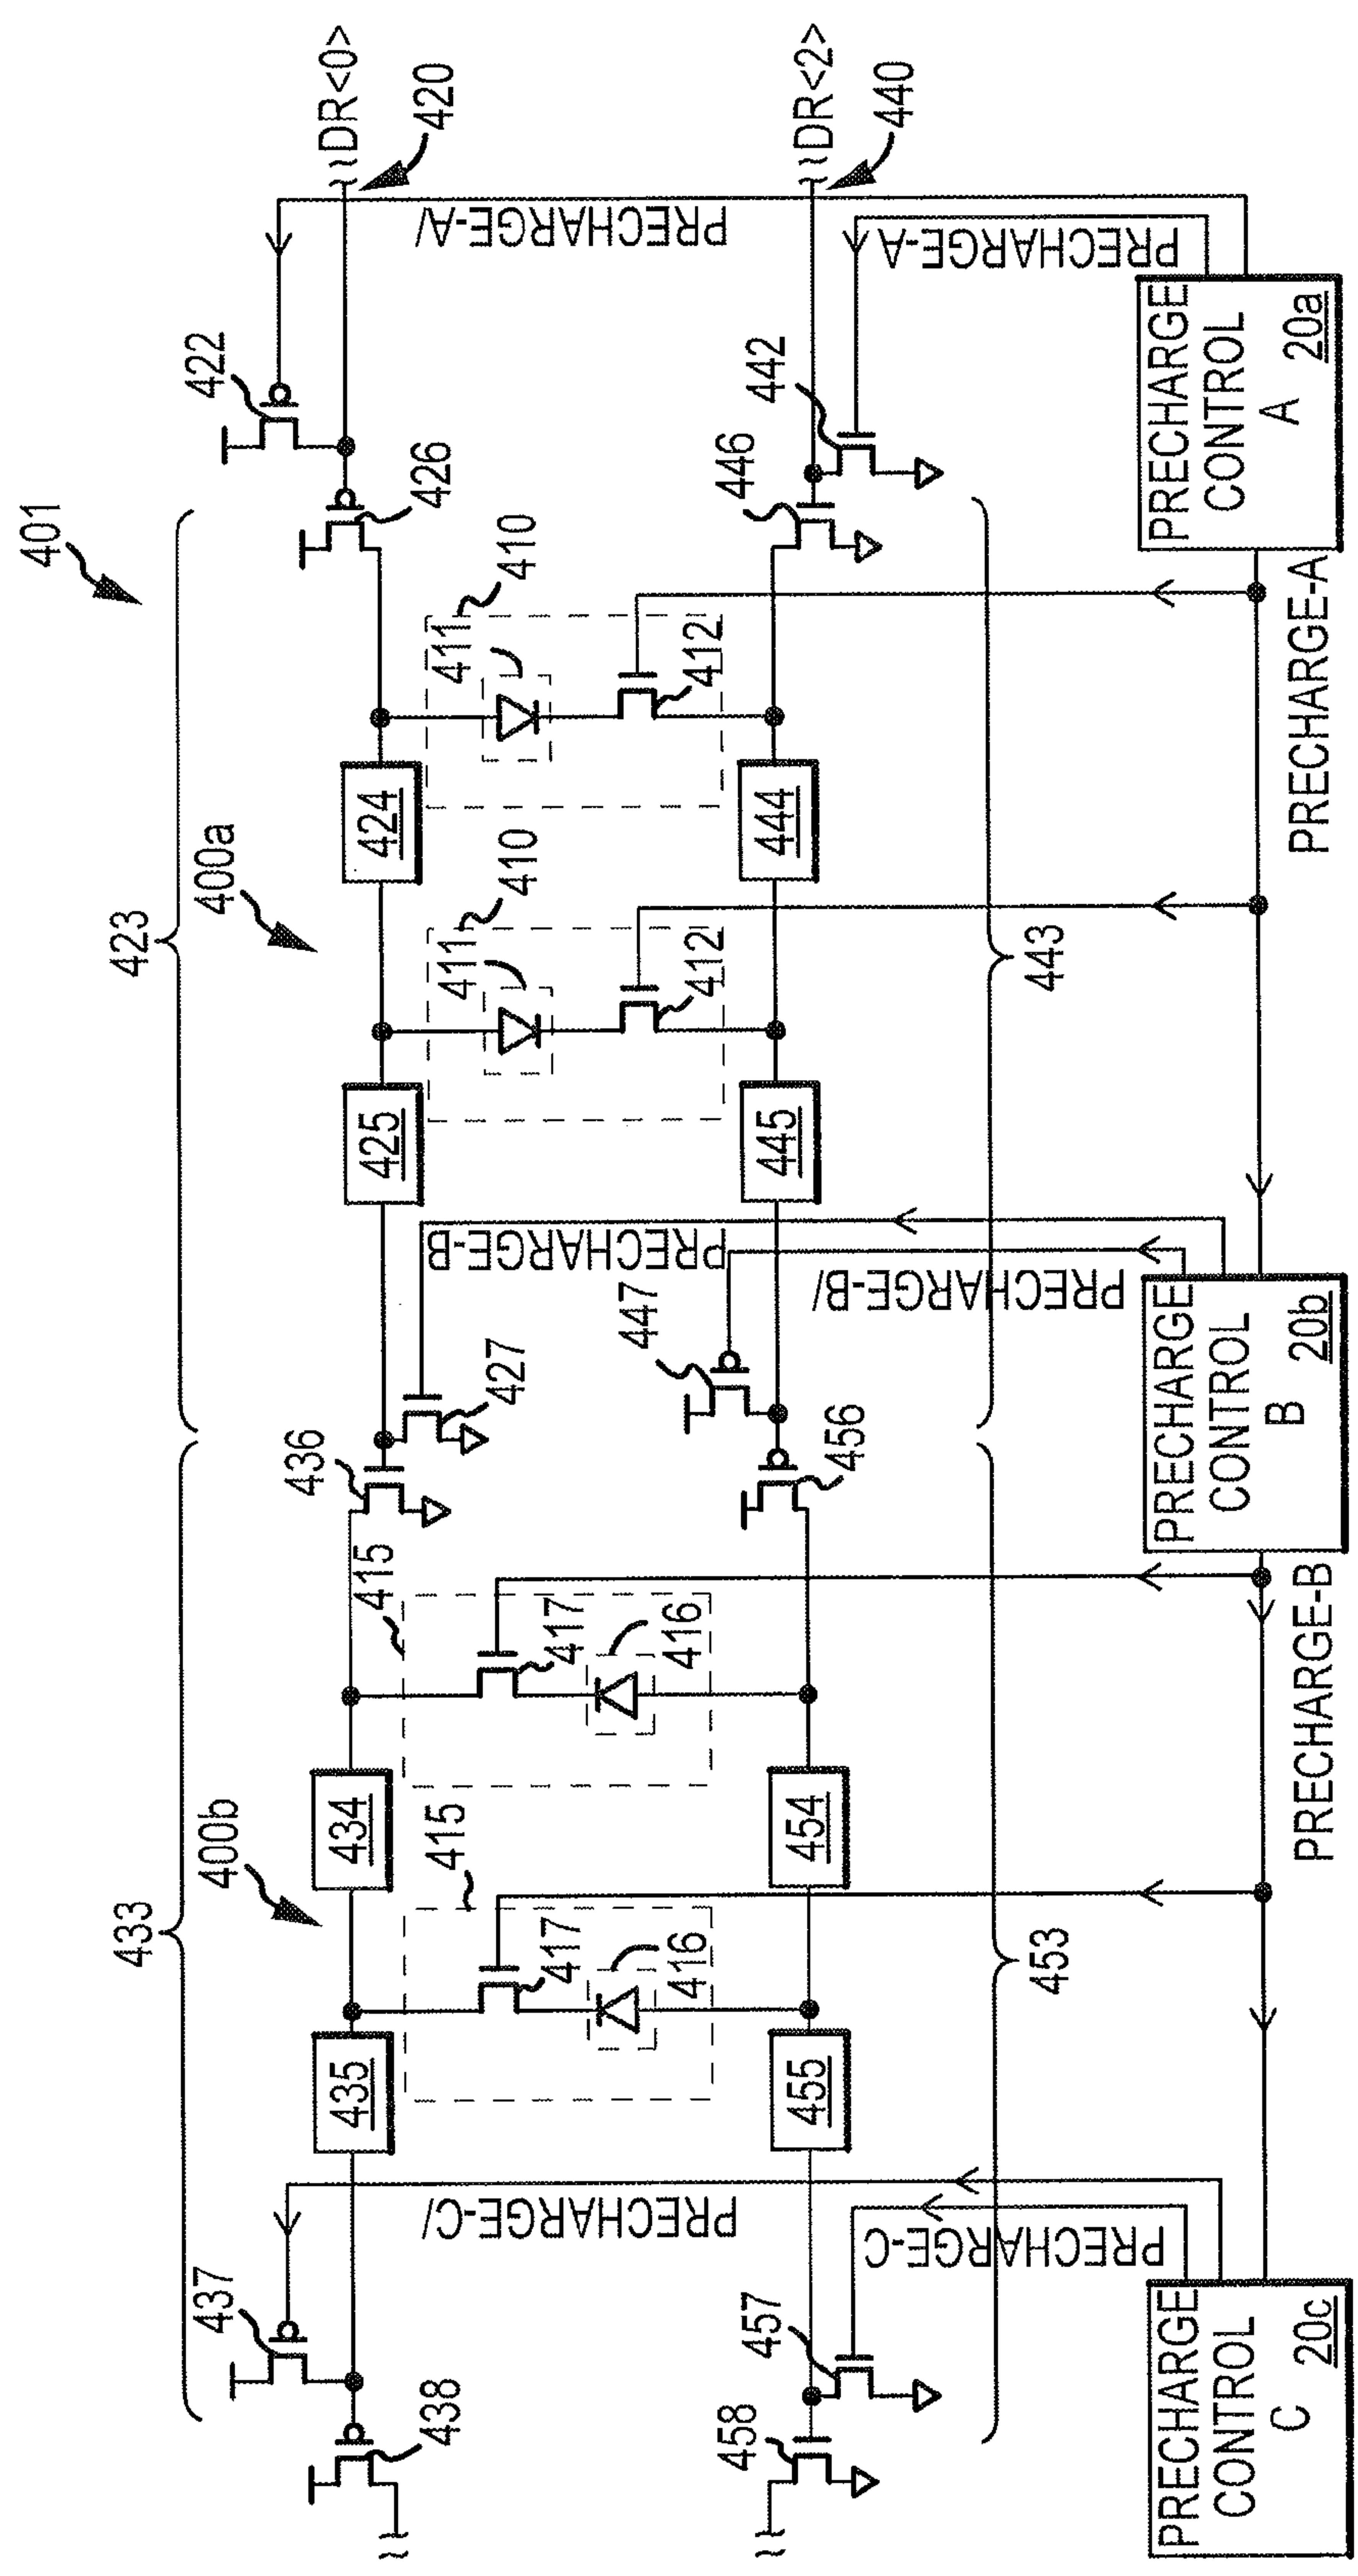 401
423
433
400a
400b
422
426
424
425
436
427
434
435
437
438
~DR<0>
420
~DR<2>
440
PRECHARGE-A/
PRECHARGE-A
410
411
412
410
411
412
446
442
444
445
443
PRECHARGE-B
PRECHARGE-B/
447
456
415
417
416
415
417
416
454
455
453
PRECHARGE-C/
PRECHARGE-C
457
458
PRECHARGE
CONTROL
A
20a
PRECHARGE-A
PRECHARGE
CONTROL
B
20b
PRECHARGE-B
PRECHARGE
CONTROL
C
20c